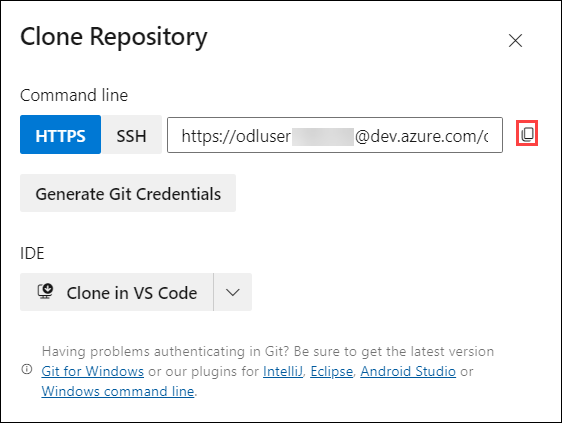 Clone Repository
Command line
HTTPS SSH https://odluser @dev.azure.com/
Generate Git Credentials
IDE
Clone in VS Code
Having problems authenticating in Git? Be sure to get the latest version
Git for Windows or our plugins for IntelliJ, Eclipse, Android Studio or
Windows command line.